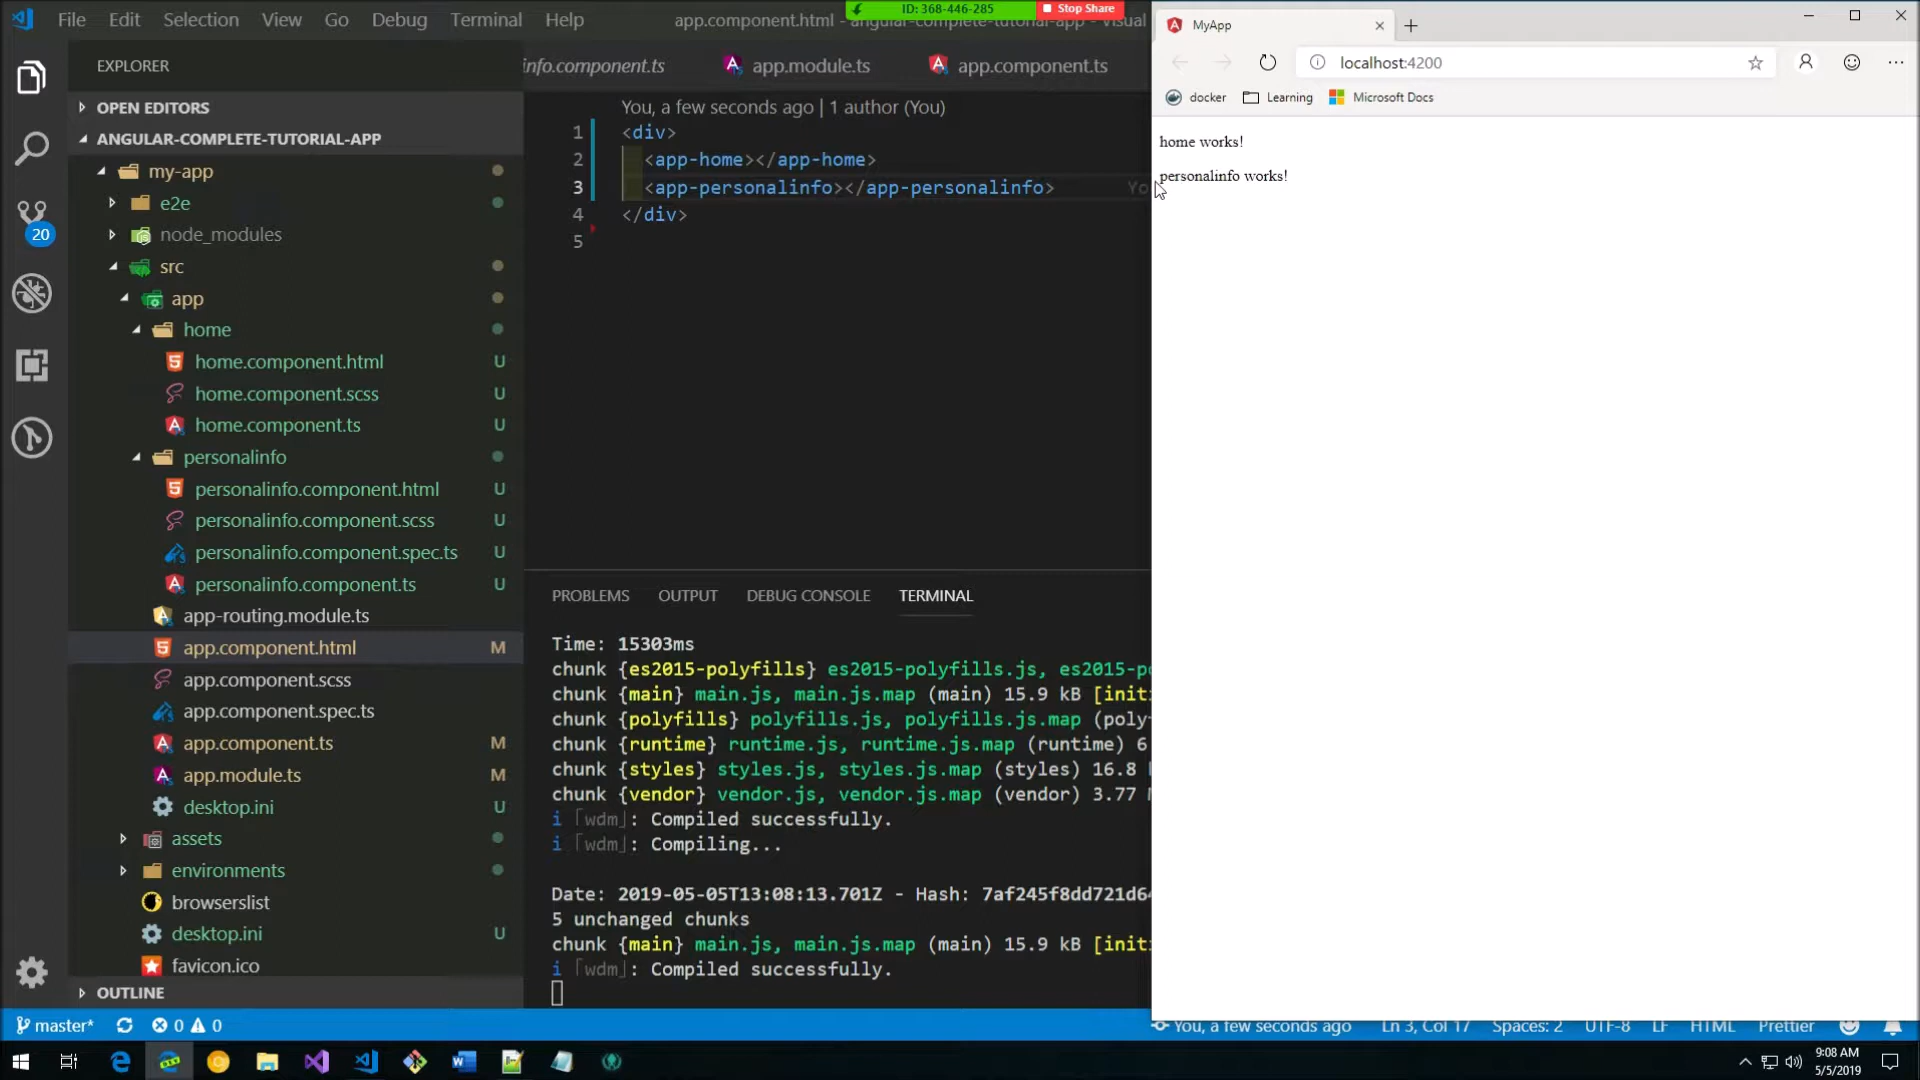 File Edit Selection View Go Debug Terminal Help
app.component.html - angular-complete-tutorial-app - Visual
ID: 368-446-285
Stop Share
EXPLORER
OPEN EDITORS
ANGULAR-COMPLETE-TUTORIAL-APP
my-app
e2e
node_modules
src
app
home
home.component.html U
home.component.scss U
home.component.ts U
personalinfo
personalinfo.component.html U
personalinfo.component.scss U
personalinfo.component.spec.ts U
personalinfo.component.ts U
app-routing.module.ts
app.component.html M
app.component.scss
app.component.spec.ts
app.component.ts M
app.module.ts M
desktop.ini U
assets
environments
browserslist
desktop.ini U
favicon.ico
OUTLINE
20
info.component.ts app.module.ts app.component.ts
You, a few seconds ago | 1 author (You)
1 <div>
2 <app-home></app-home>
3 <app-personalinfo></app-personalinfo> Yo
4 </div>
5
PROBLEMS OUTPUT DEBUG CONSOLE TERMINAL
Time: 15303ms
chunk {es2015-polyfills} es2015-polyfills.js, es2015-po
chunk {main} main.js, main.js.map (main) 15.9 kB [init
chunk {polyfills} polyfills.js, polyfills.js.map (poly
chunk {runtime} runtime.js, runtime.js.map (runtime) 6
chunk {styles} styles.js, styles.js.map (styles) 16.8
chunk {vendor} vendor.js, vendor.js.map (vendor) 3.77
i ｢wdm｣: Compiled successfully.
i ｢wdm｣: Compiling...
Date: 2019-05-05T13:08:13.701Z - Hash: 7af245f8dd721d64
5 unchanged chunks
chunk {main} main.js, main.js.map (main) 15.9 kB [init
i ｢wdm｣: Compiled successfully.
MyApp
localhost:4200
docker Learning Microsoft Docs
home works!
personalinfo works!
master* 0 0
You, a few seconds ago Ln 3, Col 17 Spaces: 2 UTF-8 LF HTML Prettier
9:08 AM
5/5/2019